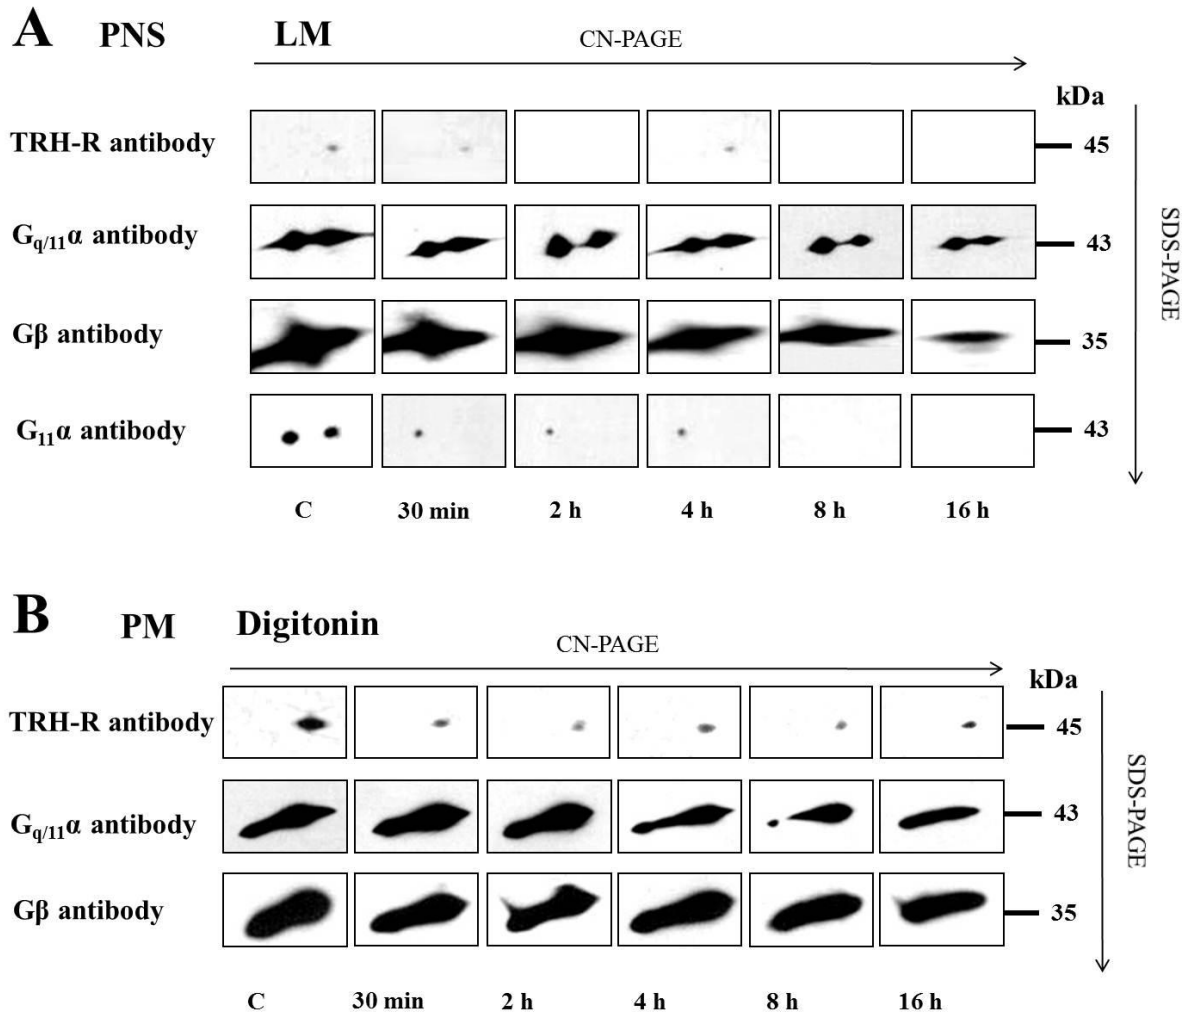 A PNS LM
CN-PAGE
kDa
TRH-R antibody 45
Gq/11α antibody 43
Gβ antibody 35
G11α antibody 43
SDS-PAGE
C 30 min 2 h 4 h 8 h 16 h
B PM Digitonin
CN-PAGE
kDa
TRH-R antibody 45
Gq/11α antibody 43
Gβ antibody 35
SDS-PAGE
C 30 min 2 h 4 h 8 h 16 h